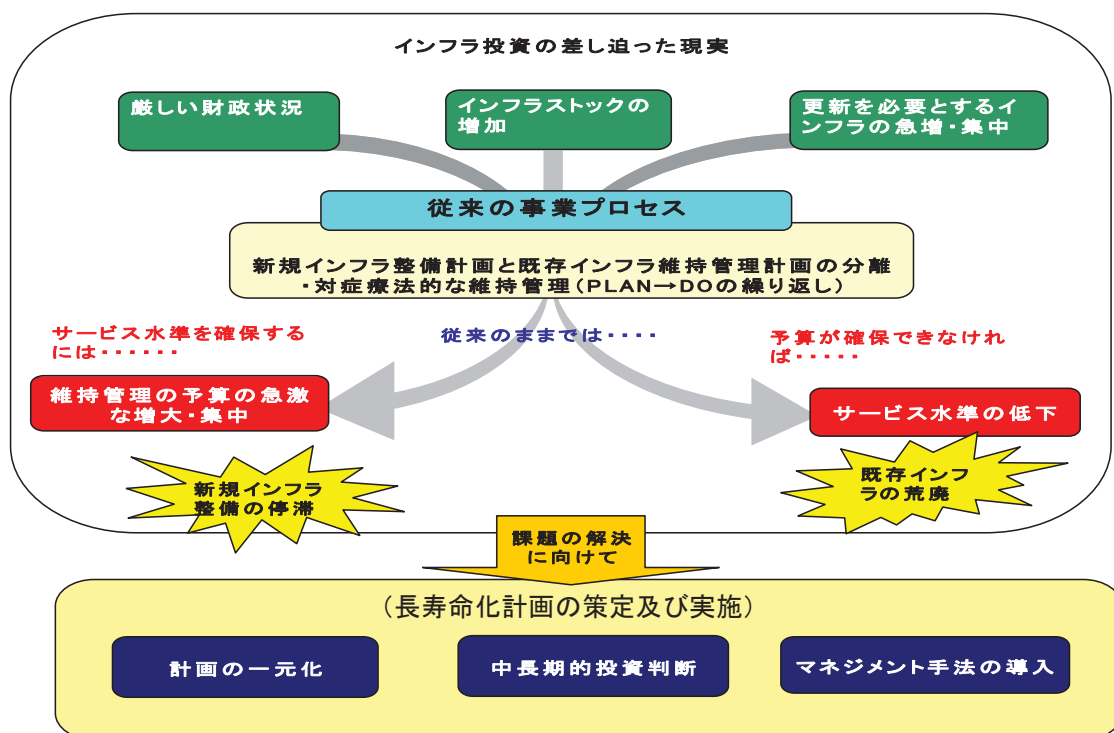 インフラ投資の差し迫った現実
厳しい財政状況
インフラストックの
増加
更新を必要とするイ
ンフラの急増・集中
従来の事業プロセス
新規インフラ整備計画と既存インフラ維持管理計画の分離
・対症療法的な維持管理（PLAN→DOの繰り返し）
サービス水準を確保する
には・・・・・・
従来のままでは・・・・
予算が確保できなけれ
ば・・・・・
維持管理の予算の急激
な増大・集中
サービス水準の低下
新規インフラ
整備の停滞
既存インフ
ラの荒廃
課題の解決
に向けて
（長寿命化計画の策定及び実施）
計画の一元化
中長期的投資判断
マネジメント手法の導入